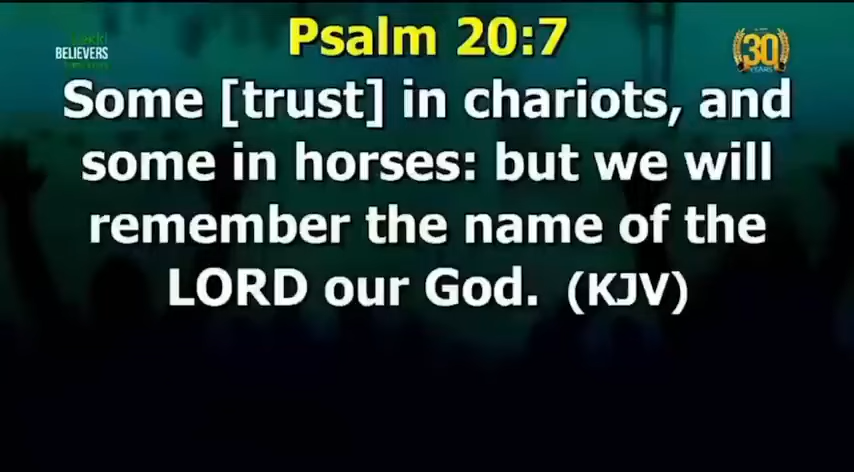 Psalm 20:7
BELIEVERS
30
YEARS
Some [trust] in chariots, and
some in horses: but we will
remember the name of the
LORD our God. (KJV)